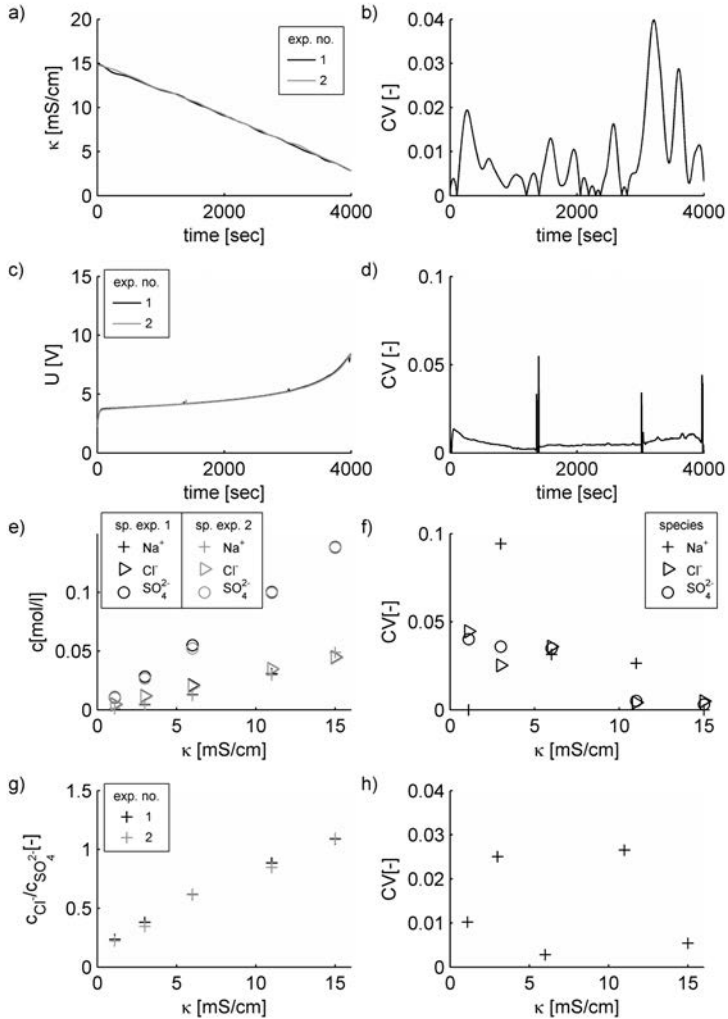 a)
20
15
10
5
0
κ [mS/cm]
exp. no.
1
2
0
2000
4000
time [sec]
b)
0.04
0.03
0.02
0.01
0
CV [-]
0
2000
4000
time [sec]
c)
15
10
5
0
U [V]
exp. no.
1
2
0
2000
4000
time [sec]
d)
0.1
0.05
0
CV [-]
0
2000
4000
time [sec]
e)
sp. exp. 1
Na⁺
Cl⁻
SO₄²⁻
sp. exp. 2
Na⁺
Cl⁻
SO₄²⁻
0.1
0.05
0
c[mol/l]
0
5
10
15
κ [mS/cm]
f)
0.1
0.05
0
CV[-]
species
Na⁺
Cl⁻
SO₄²⁻
0
5
10
15
κ [mS/cm]
g)
1.5
1
0.5
0
c_Cl⁻/c_SO₄²⁻[-]
exp. no.
1
2
0
5
10
15
κ [mS/cm]
h)
0.04
0.03
0.02
0.01
0
CV[-]
0
5
10
15
κ [mS/cm]